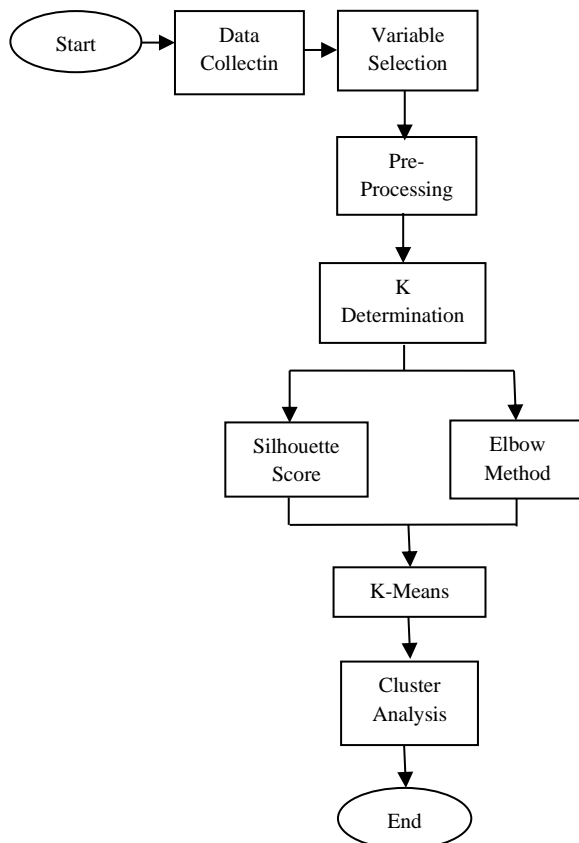 Start
Data
Collectin
Variable
Selection
Pre-
Processing
K
Determination
Silhouette
Score
Elbow
Method
K-Means
Cluster
Analysis
End